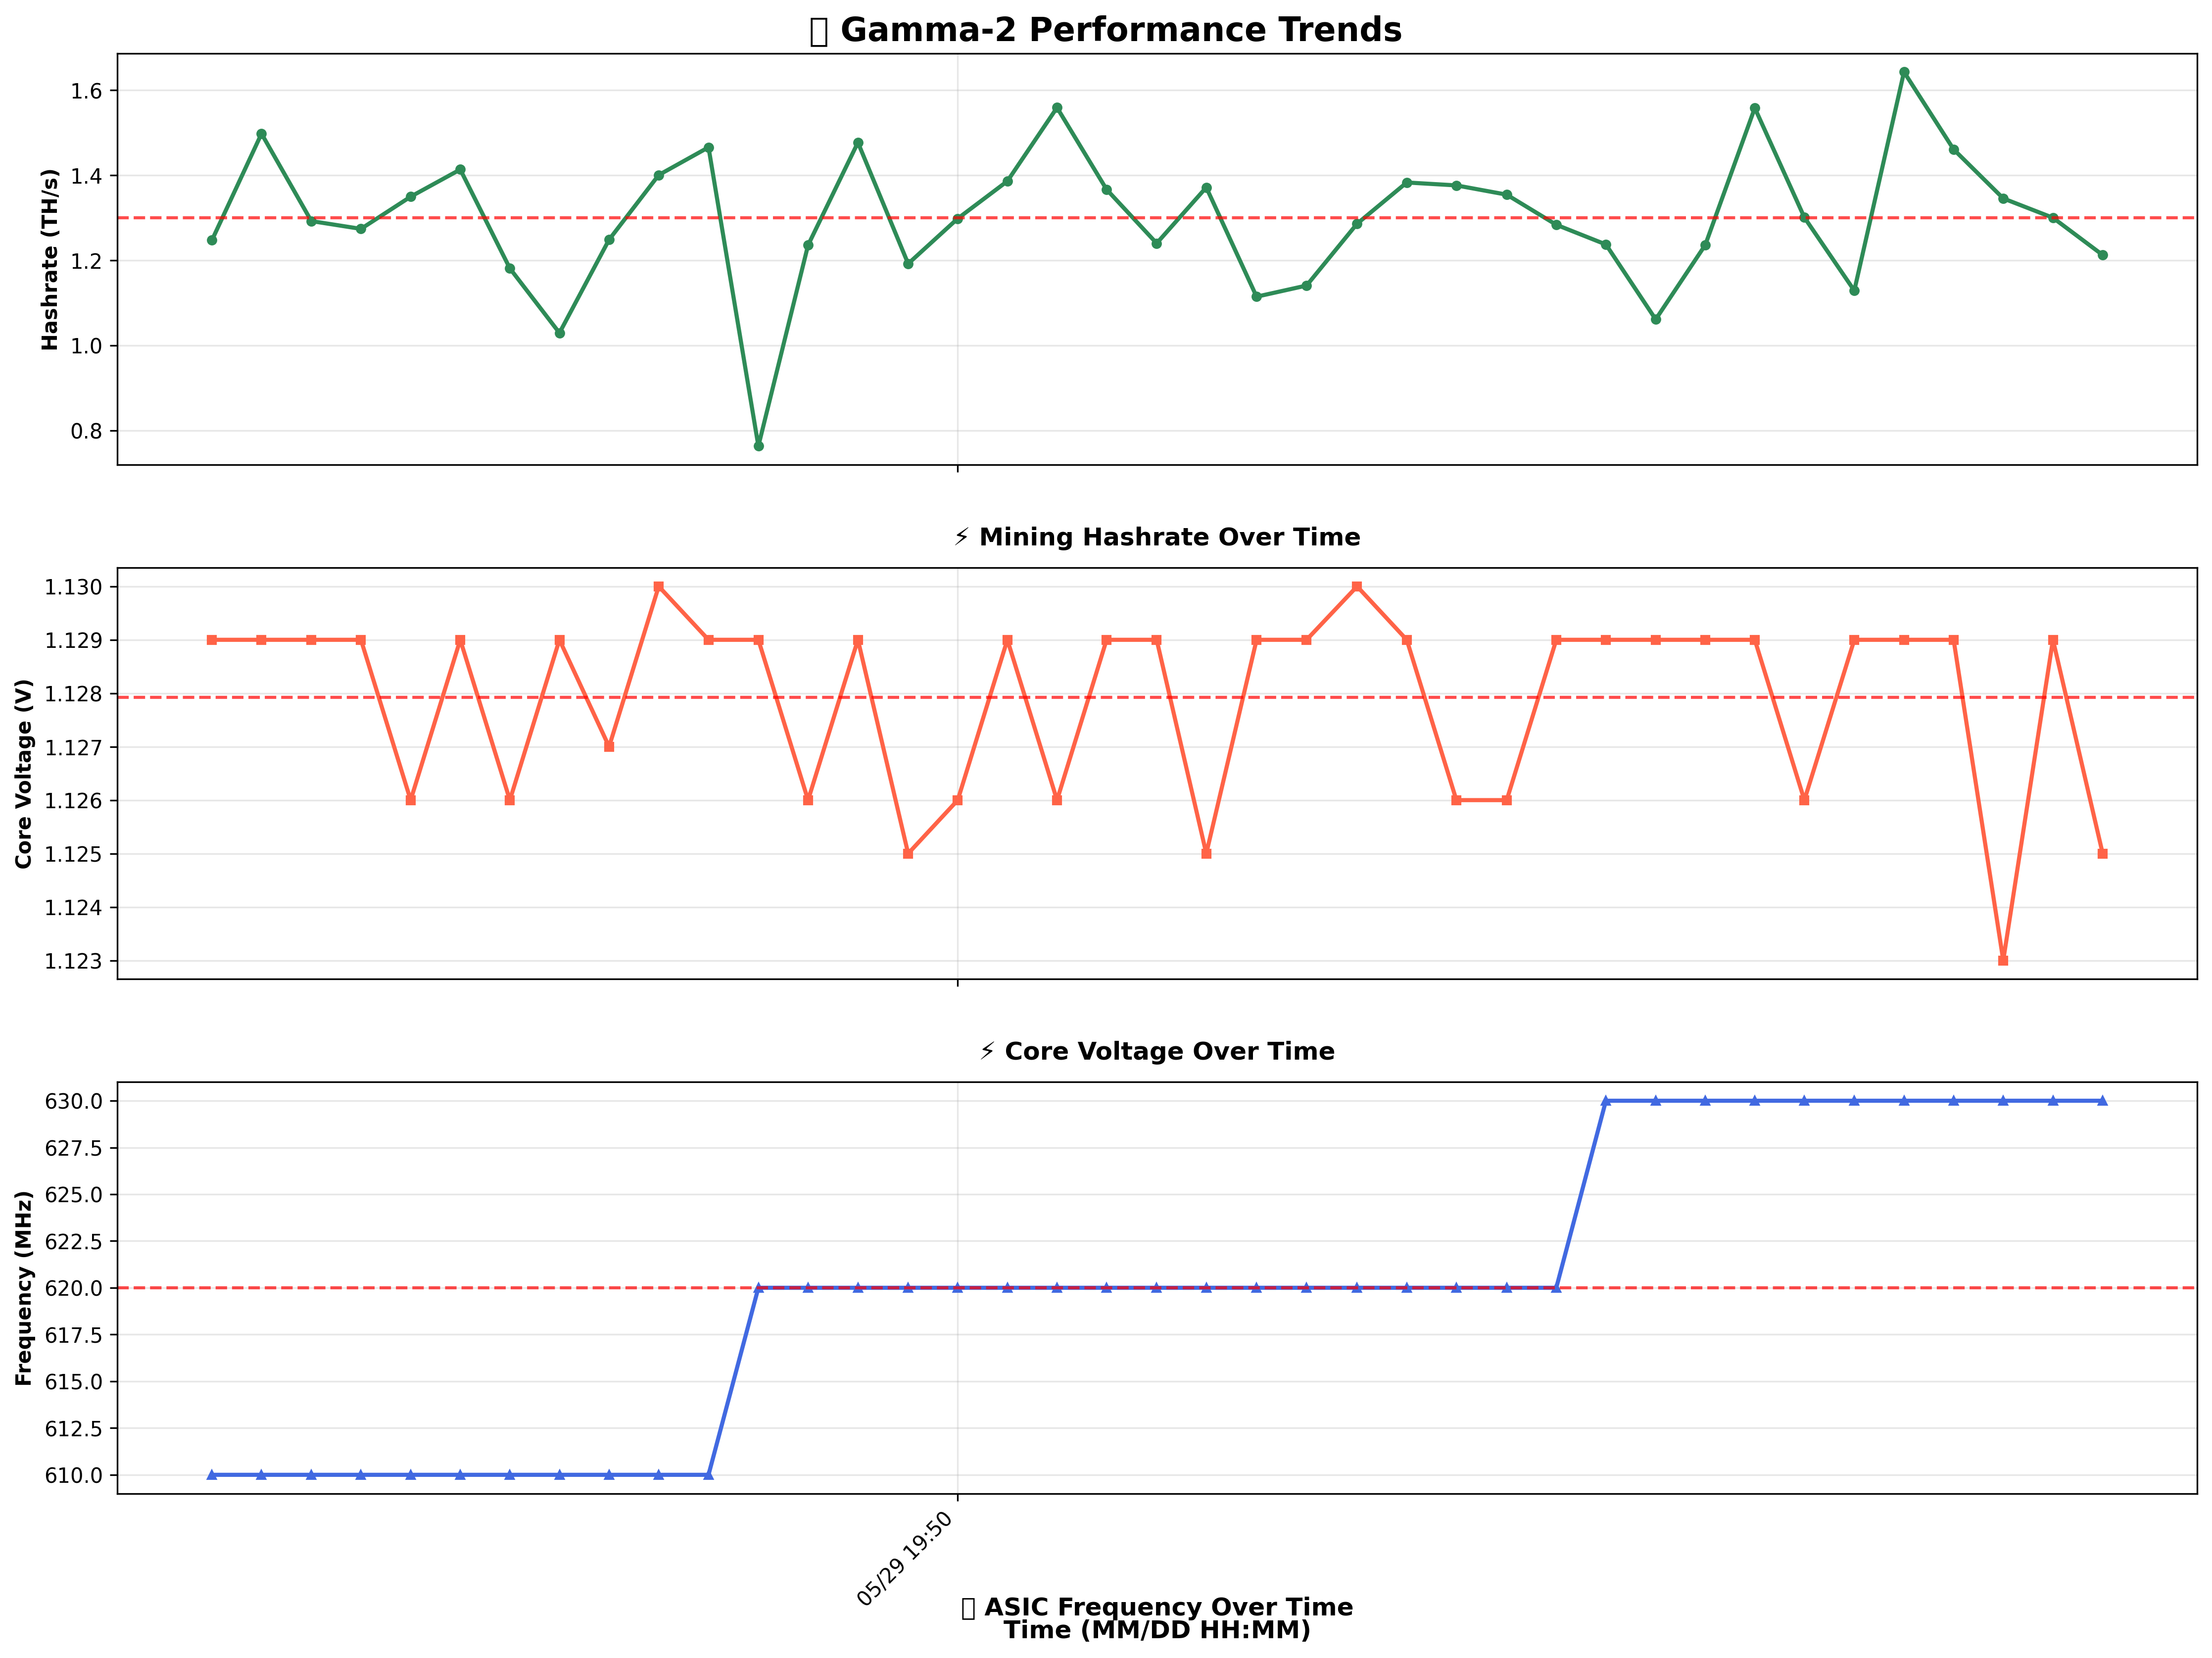 Gamma-2 Performance Trends
Hashrate (TH/s)
1.6
1.4
1.2
1.0
0.8
⚡ Mining Hashrate Over Time
Core Voltage (V)
1.130
1.129
1.128
1.127
1.126
1.125
1.124
1.123
⚡ Core Voltage Over Time
Frequency (MHz)
630.0
627.5
625.0
622.5
620.0
617.5
615.0
612.5
610.0
05/29 19:50
ASIC Frequency Over Time
Time (MM/DD HH:MM)